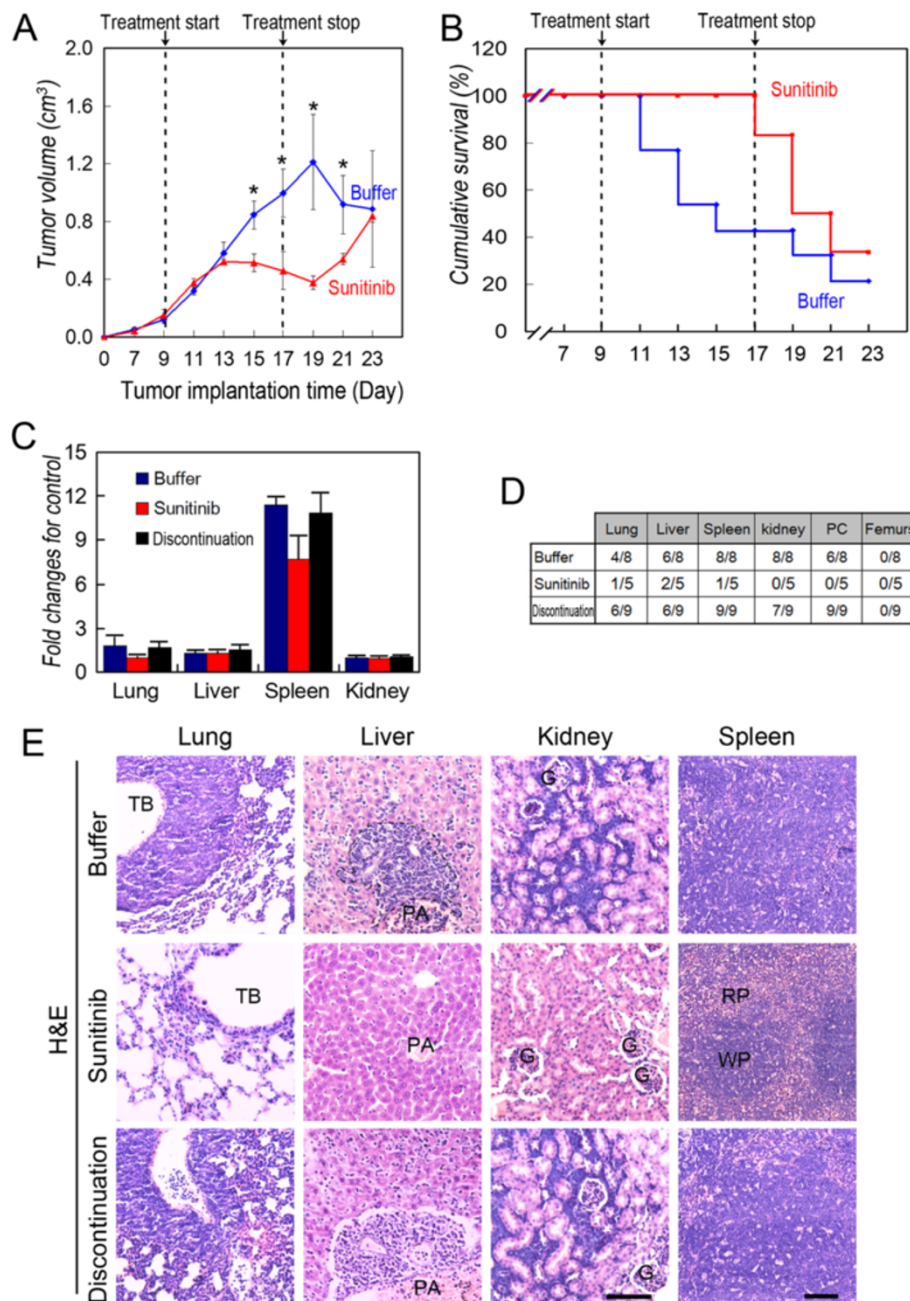 A
Treatment start
Treatment stop
2.0
1.6
1.2
0.8
0.4
0.0
Tumor volume (cm³)
*
*
*
*
Buffer
Sunitinib
0 7 9 11 13 15 17 19 21 23
Tumor implantation time (Day)
B
Treatment start
Treatment stop
120
100
80
60
40
20
0
Cumulative survival (%)
Sunitinib
Buffer
7 9 11 13 15 17 19 21 23
C
15
12
9
6
3
0
Fold changes for control
Buffer
Sunitinib
Discontinuation
Lung Liver Spleen Kidney
D
Lung Liver Spleen kidney PC Femurs
Buffer 4/8 6/8 8/8 8/8 6/8 0/8
Sunitinib 1/5 2/5 1/5 0/5 0/5 0/5
Discontinuation 6/9 6/9 9/9 7/9 9/9 0/9
E
Lung Liver Kidney Spleen
H&E
Buffer
TB
PA
G
Sunitinib
TB
PA
G
G
G
RP
WP
Discontinuation
PA
G